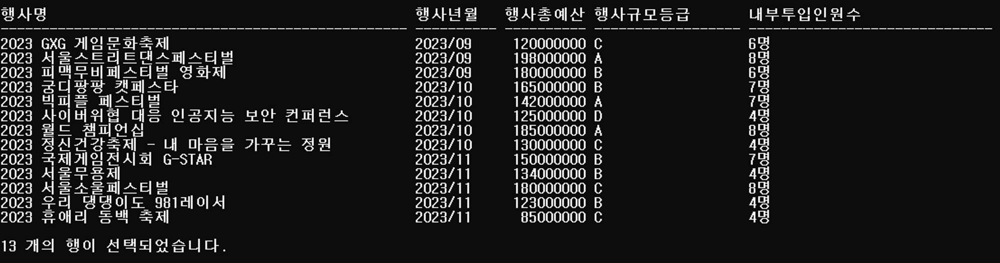 행사명 행사년월 행사총예산 행사규모등급 내부투입인원수
-------------------------------------------------- ---------- ---------- ------------------ ------------------------------
2023 GXG 게임문화축제 2023/09 120000000 C 6명
2023 서울스트리트댄스페스티벌 2023/09 198000000 A 8명
2023 피맥무비페스티벌 영화제 2023/09 180000000 B 6명
2023 궁디팡팡 캣페스타 2023/10 165000000 B 7명
2023 빅피플 페스티벌 2023/10 142000000 A 7명
2023 사이버위협 대응 인공지능 보안 컨퍼런스 2023/10 125000000 D 4명
2023 월드 챔피언십 2023/10 185000000 A 8명
2023 정신건강축제 - 내 마음을 가꾸는 정원 2023/10 130000000 C 4명
2023 국제게임전시회 G-STAR 2023/11 150000000 B 7명
2023 서울무용제 2023/11 134000000 B 4명
2023 서울소울페스티벌 2023/11 180000000 C 8명
2023 우리 댕댕이도 981레이서 2023/11 123000000 B 4명
2023 휴애리 동백 축제 2023/11 85000000 C 4명
13 개의 행이 선택되었습니다.